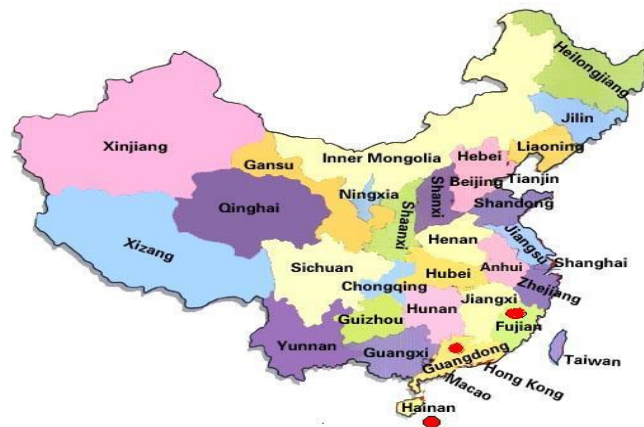 Heilongjiang
Jilin
Xinjiang
Gansu
Inner Mongolia
Hebei
Liaoning
Ningxia
Shaanxi
Shanxi
Beijing
Tianjin
Qinghai
Shandong
Xizang
Henan
Jiangsu
Sichuan
Hubei
Anhui
Shanghai
Chongqing
Zhejiang
Hunan
Jiangxi
Guizhou
Fujian
Yunnan
Guangxi
Guangdong
Taiwan
Hong Kong
Macao
Hainan